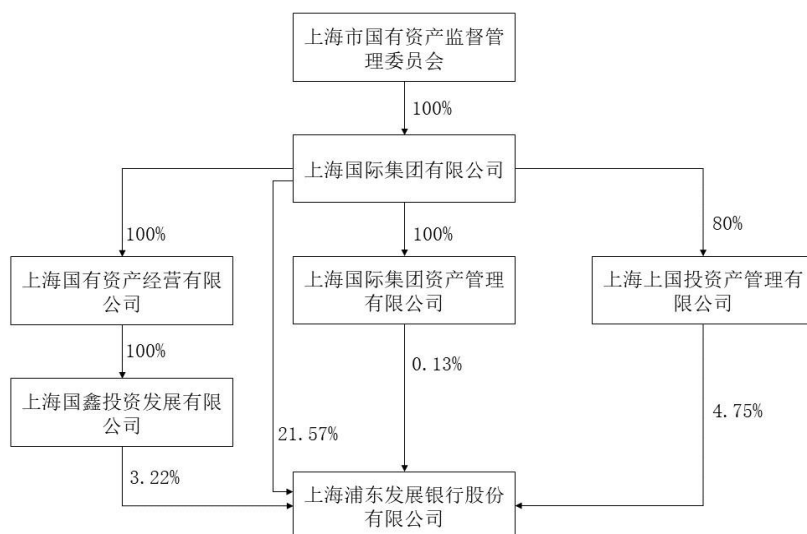 上海市国有资产监督管
理委员会
100%
上海国际集团有限公司
100%
100%
80%
上海国有资产经营有限
公司
上海国际集团资产管理
有限公司
上海上国投资产管理有
限公司
100%
0.13%
上海国鑫投资发展有限
公司
4.75%
21.57%
3.22%
上海浦东发展银行股份
有限公司